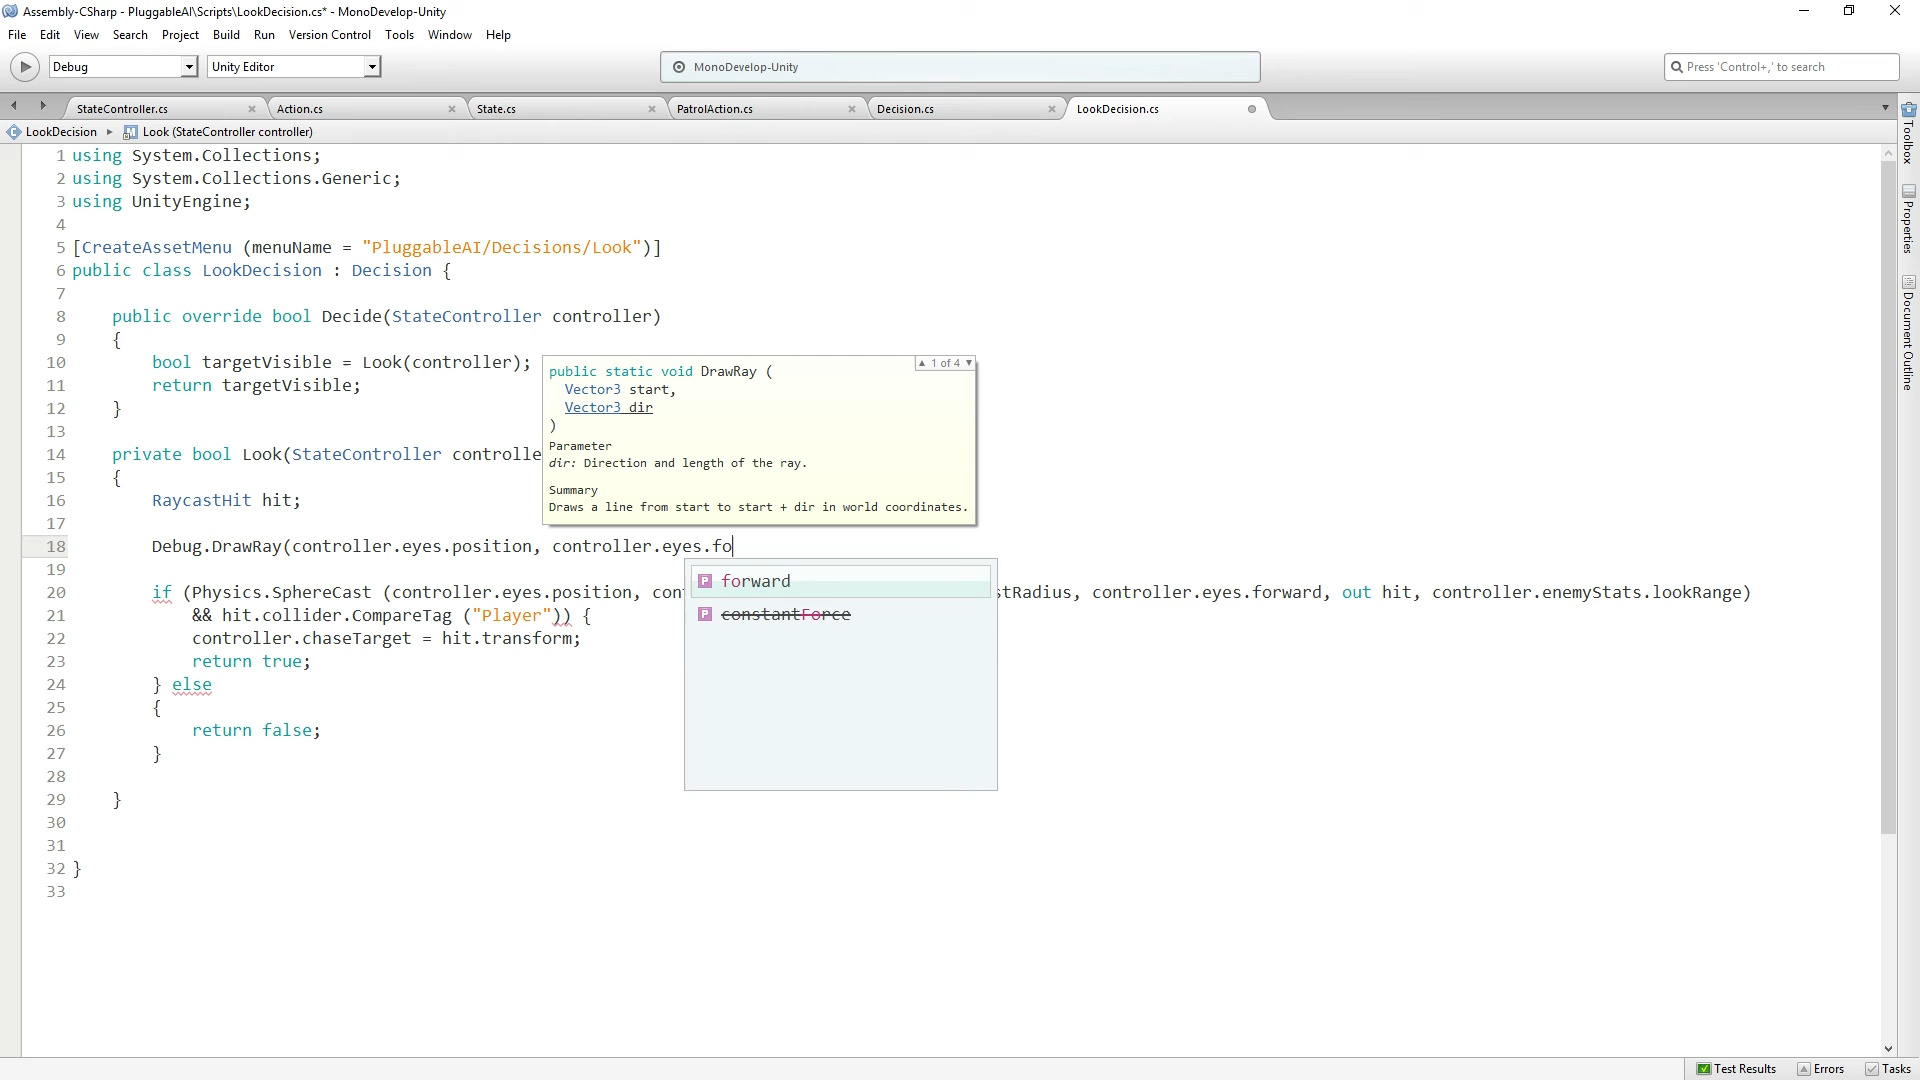 Assembly-CSharp - PluggableAI\Scripts\LookDecision.cs* - MonoDevelop-Unity
File Edit View Search Project Build Run Version Control Tools Window Help
Debug Unity Editor MonoDevelop-Unity Press 'Control+,' to search
StateController.cs Action.cs State.cs PatrolAction.cs Decision.cs LookDecision.cs
LookDecision Look (StateController controller)
Toolbox
Properties
Document Outline
1 using System.Collections;
2 using System.Collections.Generic;
3 using UnityEngine;
4
5 [CreateAssetMenu (menuName = "PluggableAI/Decisions/Look")]
6 public class LookDecision : Decision {
7
8 public override bool Decide(StateController controller)
9 {
10 bool targetVisible = Look(controller);
11 return targetVisible;
12 }
13
14 private bool Look(StateController controlle
15 {
16 RaycastHit hit;
17
18 Debug.DrawRay(controller.eyes.position, controller.eyes.fo
19
20 if (Physics.SphereCast (controller.eyes.position, con tRadius, controller.eyes.forward, out hit, controller.enemyStats.lookRange)
21 && hit.collider.CompareTag ("Player")) {
22 controller.chaseTarget = hit.transform;
23 return true;
24 } else
25 {
26 return false;
27 }
28
29 }
30
31
32 }
33
1 of 4
public static void DrawRay (
Vector3 start,
Vector3 dir
)
Parameter
dir: Direction and length of the ray.
Summary
Draws a line from start to start + dir in world coordinates.
P forward
P constantForce
Test Results Errors Tasks